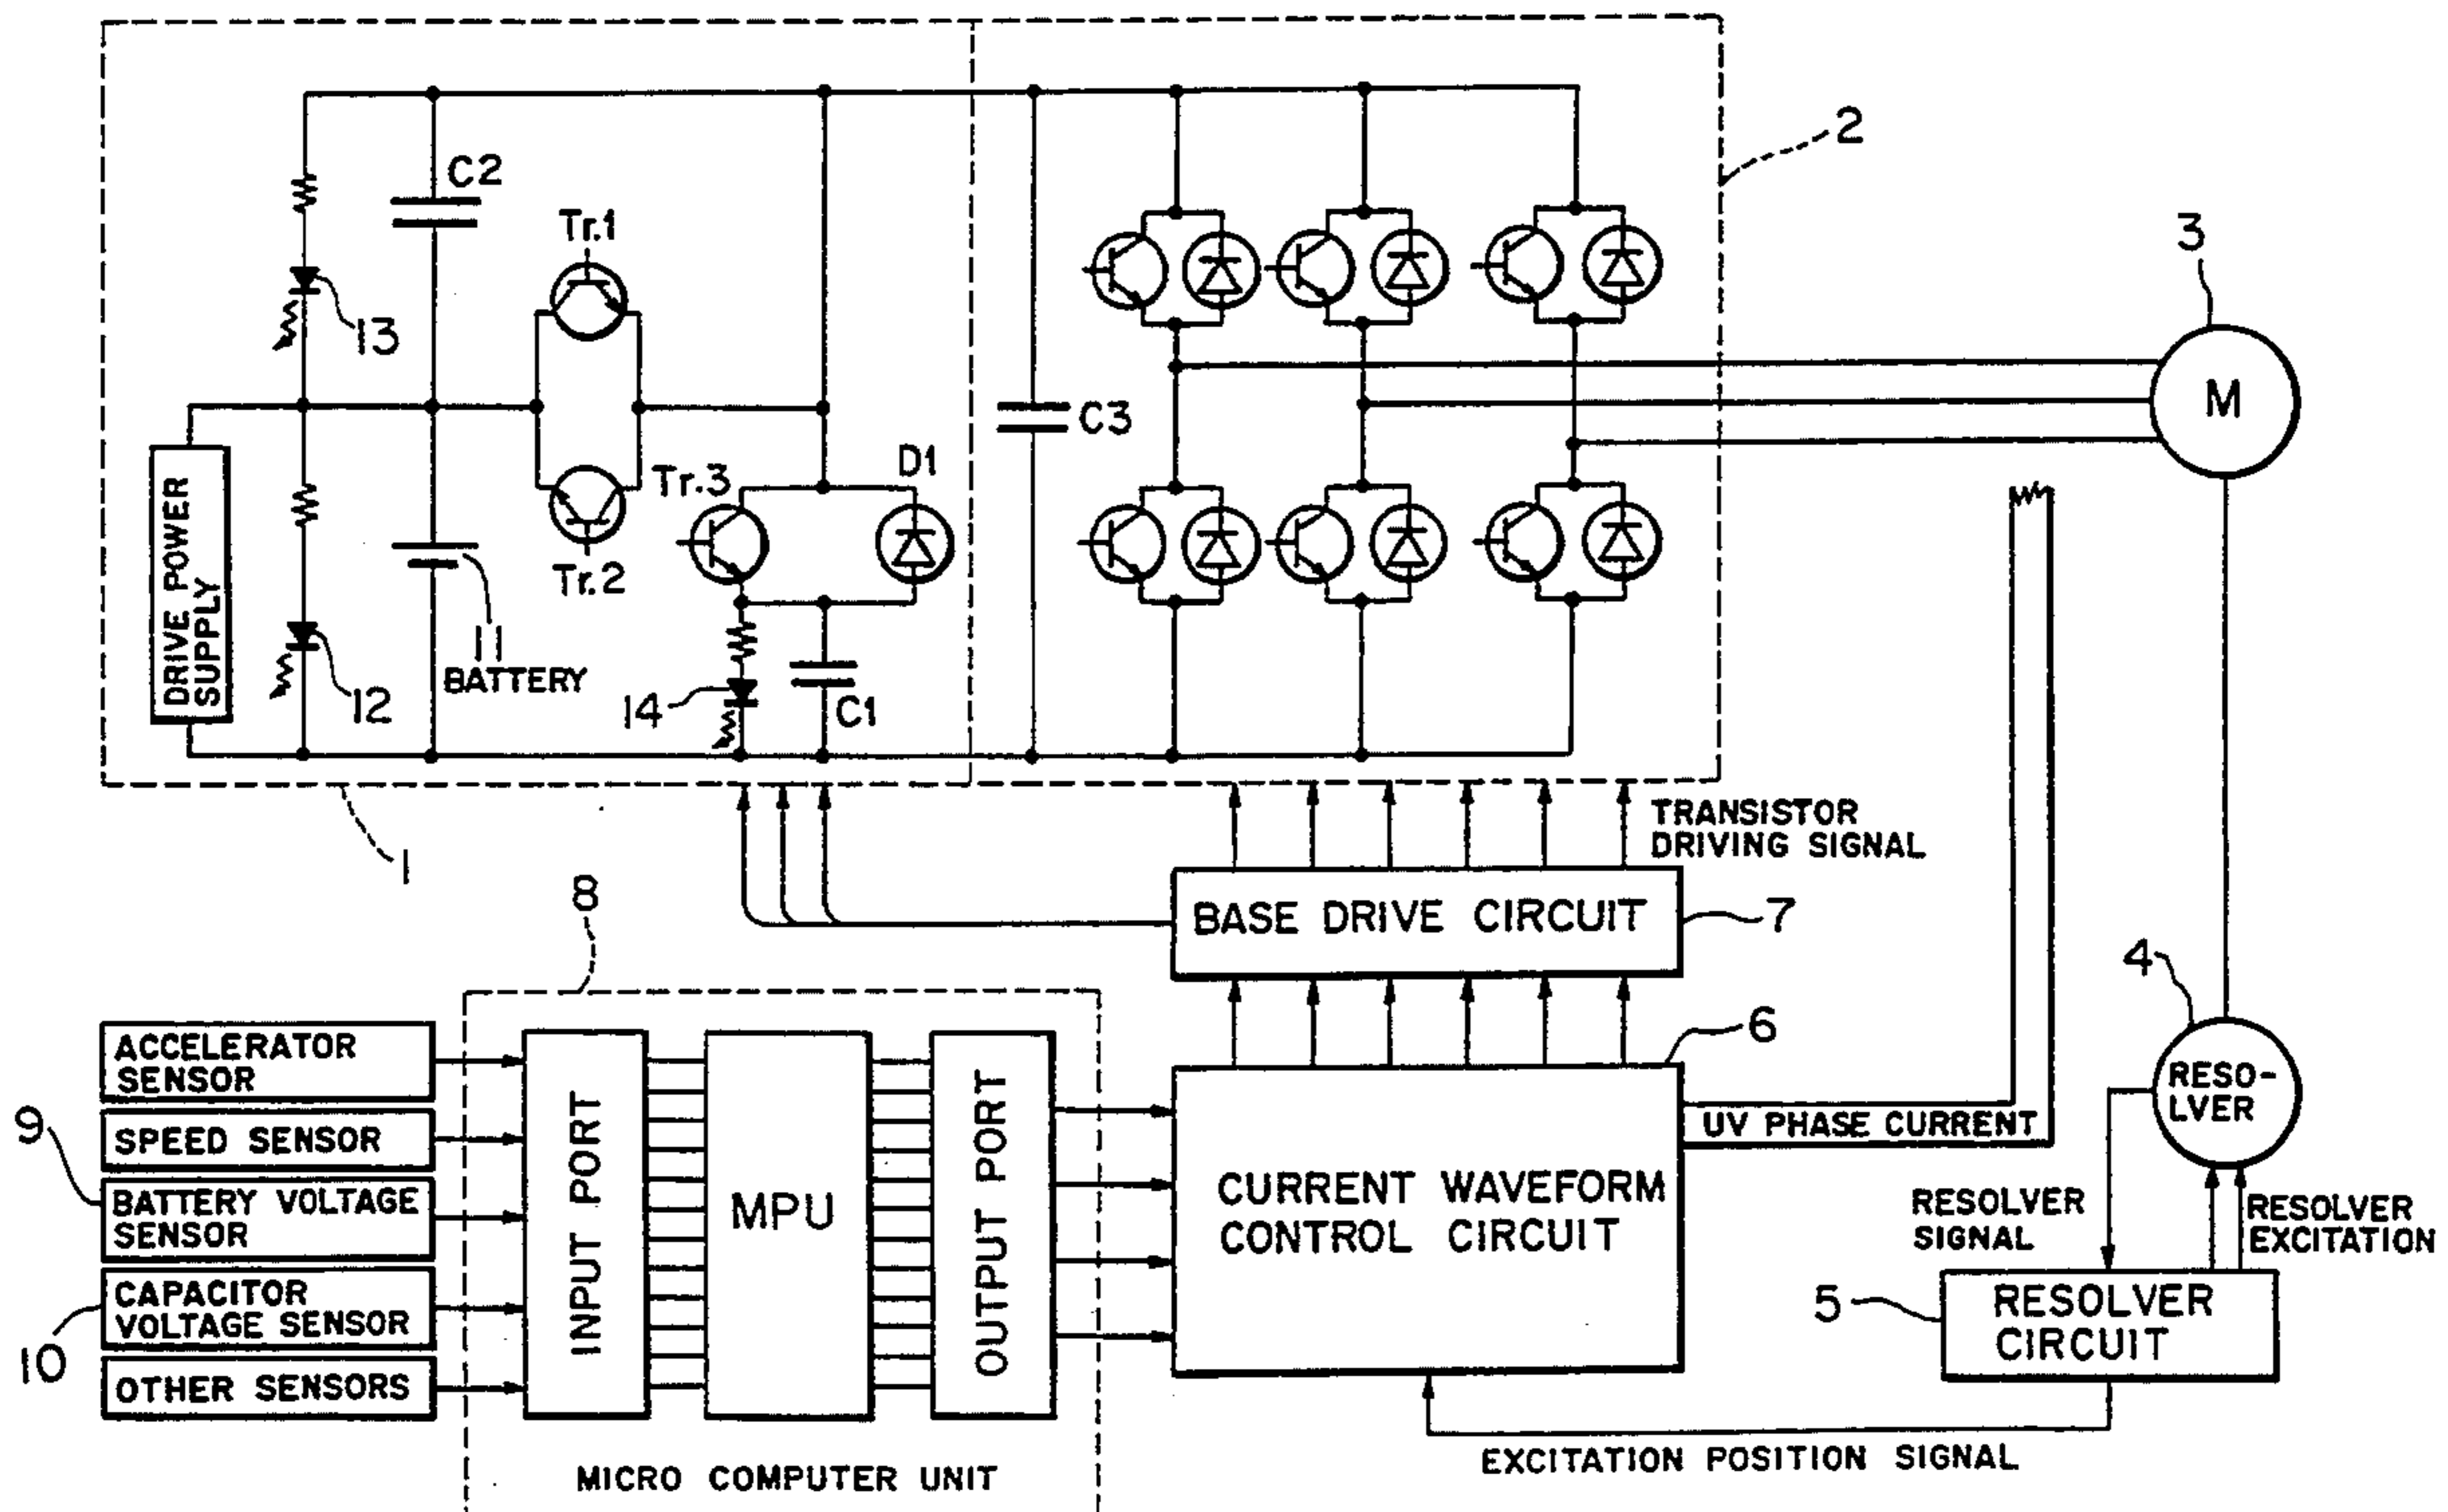 2
C2
Tr.1
3
13
M
C3
D1
Tr.3
DRIVE POWER
SUPPLY
Tr.2
11
BATTERY
12
14
C1
TRANSISTOR
DRIVING SIGNAL
1
8
BASE DRIVE CIRCUIT
7
4
6
ACCELERATOR
SENSOR
RESO-
LVER
9
SPEED SENSOR
UV PHASE CURRENT
BATTERY VOLTAGE
SENSOR
INPUT PORT
MPU
OUTPUT PORT
CURRENT WAVEFORM
CONTROL CIRCUIT
RESOLVER
SIGNAL
RESOLVER
EXCITATION
CAPACITOR
VOLTAGE SENSOR
10
5
RESOLVER
CIRCUIT
OTHER SENSORS
EXCITATION POSITION SIGNAL
MICRO COMPUTER UNIT